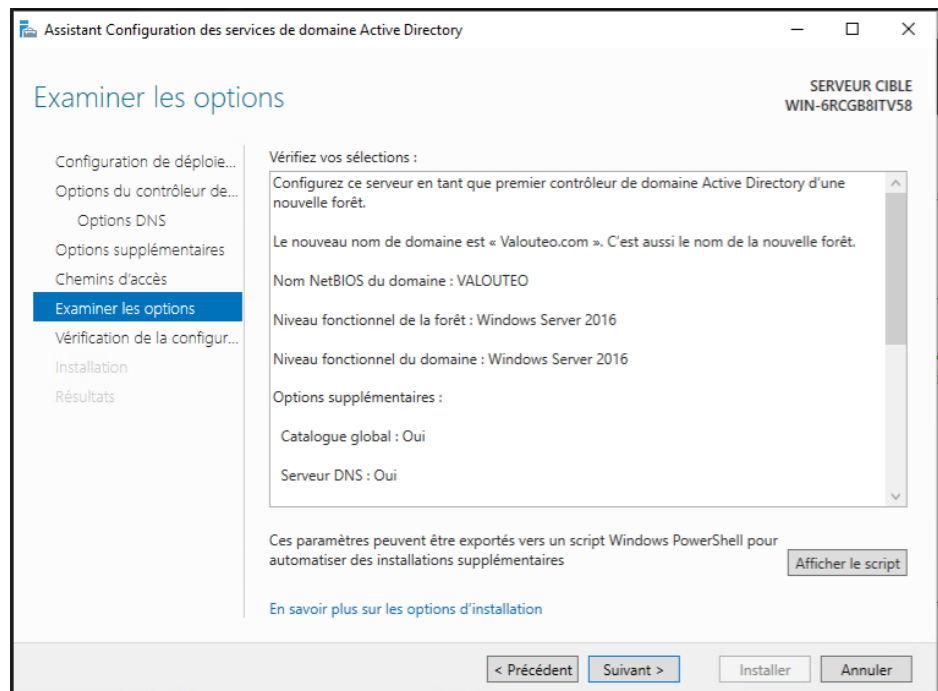 Assistant Configuration des services de domaine Active Directory
Examiner les options
SERVEUR CIBLE
WIN-6RCGB8ITV58
Configuration de déploie...
Options du contrôleur de...
Options DNS
Options supplémentaires
Chemins d'accès
Examiner les options
Vérification de la configur...
Installation
Résultats
Vérifiez vos sélections :
Configurez ce serveur en tant que premier contrôleur de domaine Active Directory d'une
nouvelle forêt.
Le nouveau nom de domaine est « Valouteo.com ». C'est aussi le nom de la nouvelle forêt.
Nom NetBIOS du domaine : VALOUTEO
Niveau fonctionnel de la forêt : Windows Server 2016
Niveau fonctionnel du domaine : Windows Server 2016
Options supplémentaires :
Catalogue global : Oui
Serveur DNS : Oui
Ces paramètres peuvent être exportés vers un script Windows PowerShell pour
automatiser des installations supplémentaires
Afficher le script
En savoir plus sur les options d'installation
< Précédent
Suivant >
Installer
Annuler